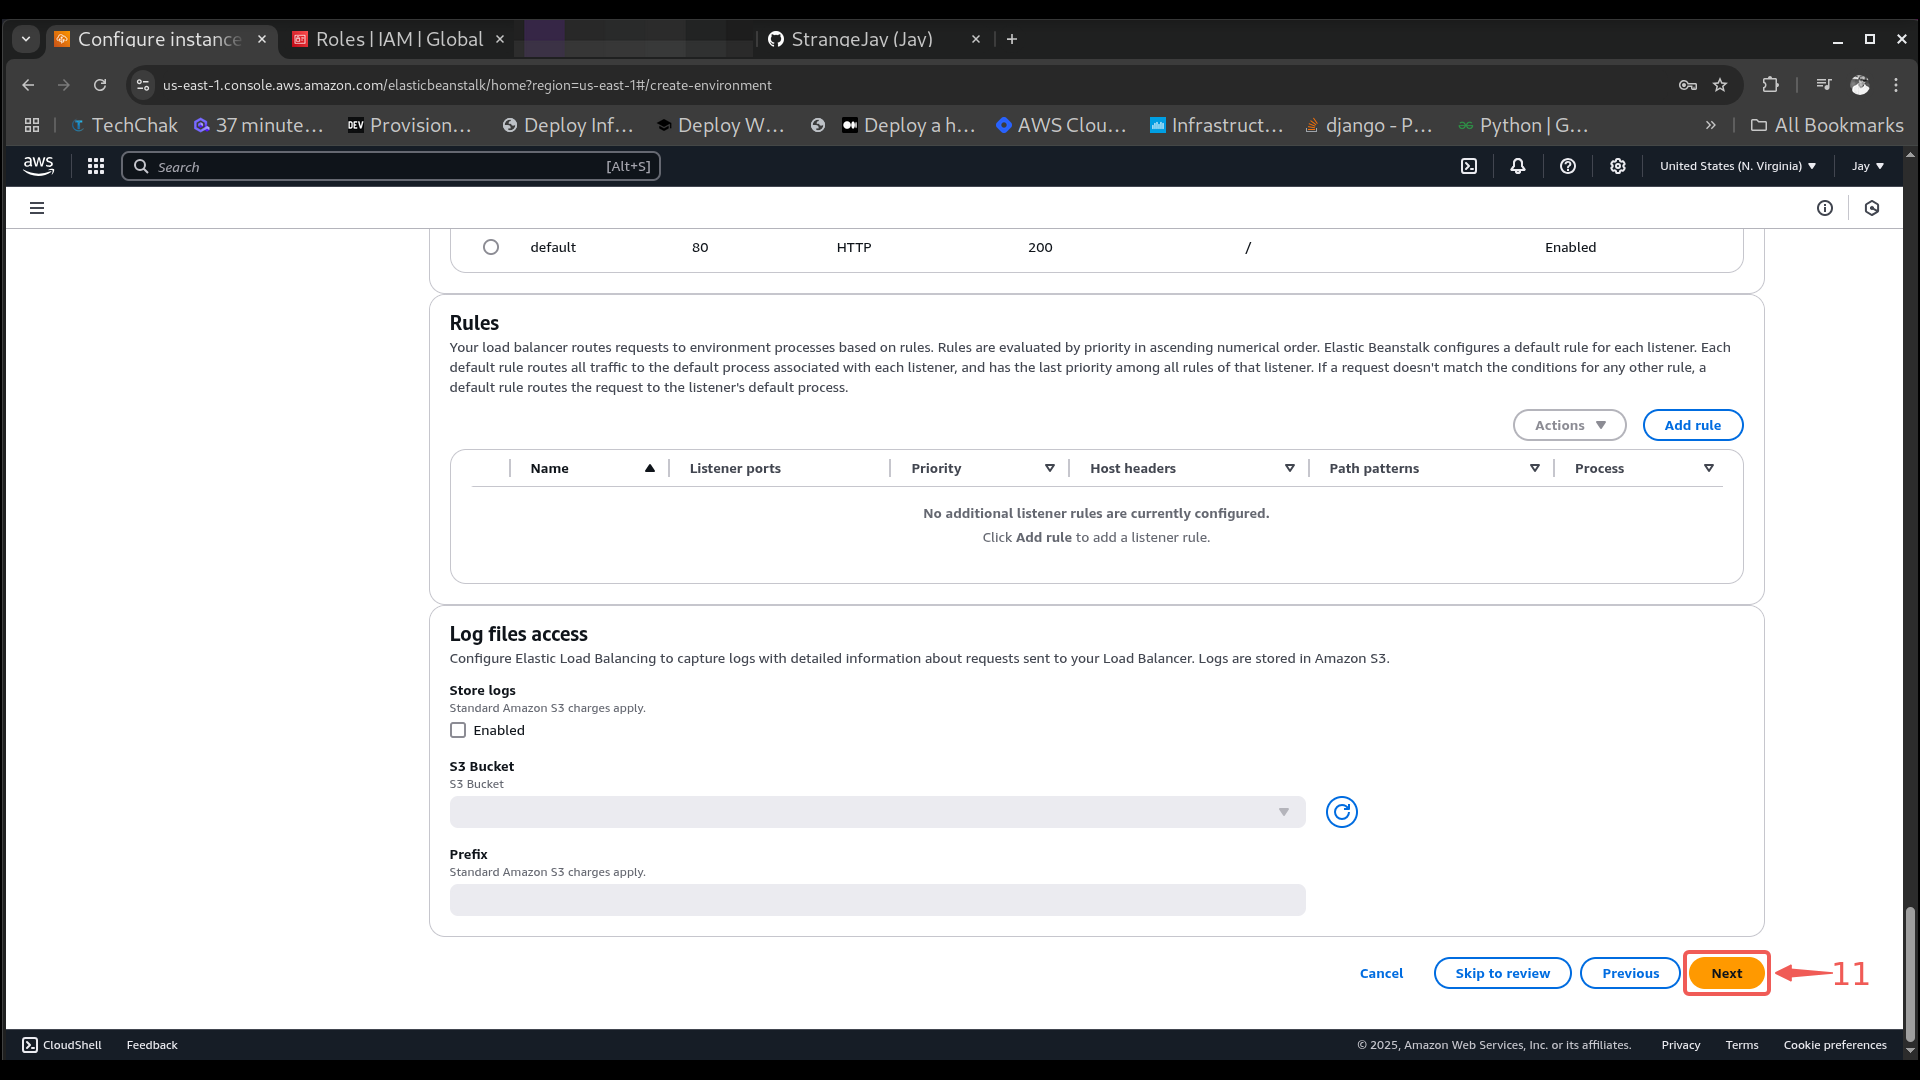 Configure instance
Roles | IAM | Global
StrangeJay (Jay)
us-east-1.console.aws.amazon.com/elasticbeanstalk/home?region=us-east-1#/create-environment
TechChak
37 minute...
DEV Provision...
Deploy Inf...
Deploy W...
Deploy a h...
AWS Clou...
Infrastruct...
django - P...
Python | G...
All Bookmarks
aws
Search
[Alt+S]
United States (N. Virginia)
Jay
default 80 HTTP 200 / Enabled
Rules
Your load balancer routes requests to environment processes based on rules. Rules are evaluated by priority in ascending numerical order. Elastic Beanstalk configures a default rule for each listener. Each
default rule routes all traffic to the default process associated with each listener, and has the last priority among all rules of that listener. If a request doesn't match the conditions for any other rule, a
default rule routes the request to the listener's default process.
Actions
Add rule
Name Listener ports Priority Host headers Path patterns Process
No additional listener rules are currently configured.
Click Add rule to add a listener rule.
Log files access
Configure Elastic Load Balancing to capture logs with detailed information about requests sent to your Load Balancer. Logs are stored in Amazon S3.
Store logs
Standard Amazon S3 charges apply.
Enabled
S3 Bucket
S3 Bucket
Prefix
Standard Amazon S3 charges apply.
Cancel
Skip to review
Previous
Next
11
CloudShell
Feedback
© 2025, Amazon Web Services, Inc. or its affiliates.
Privacy
Terms
Cookie preferences